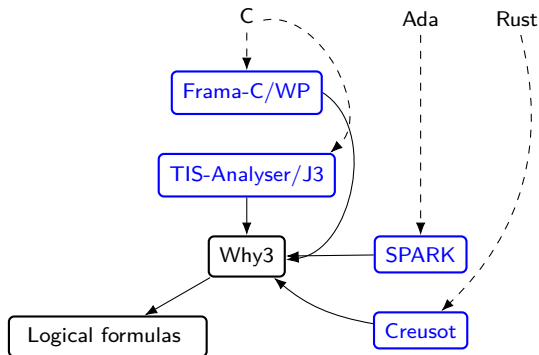 C
Ada
Rust
Frama-C/WP
TIS-Analyser/J3
Why3
SPARK
Logical formulas
Creusot